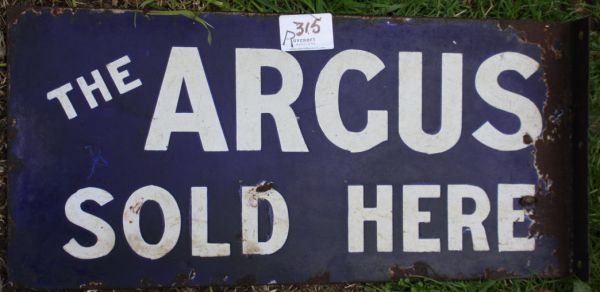 315
THE ARGUS
SOLD HERE